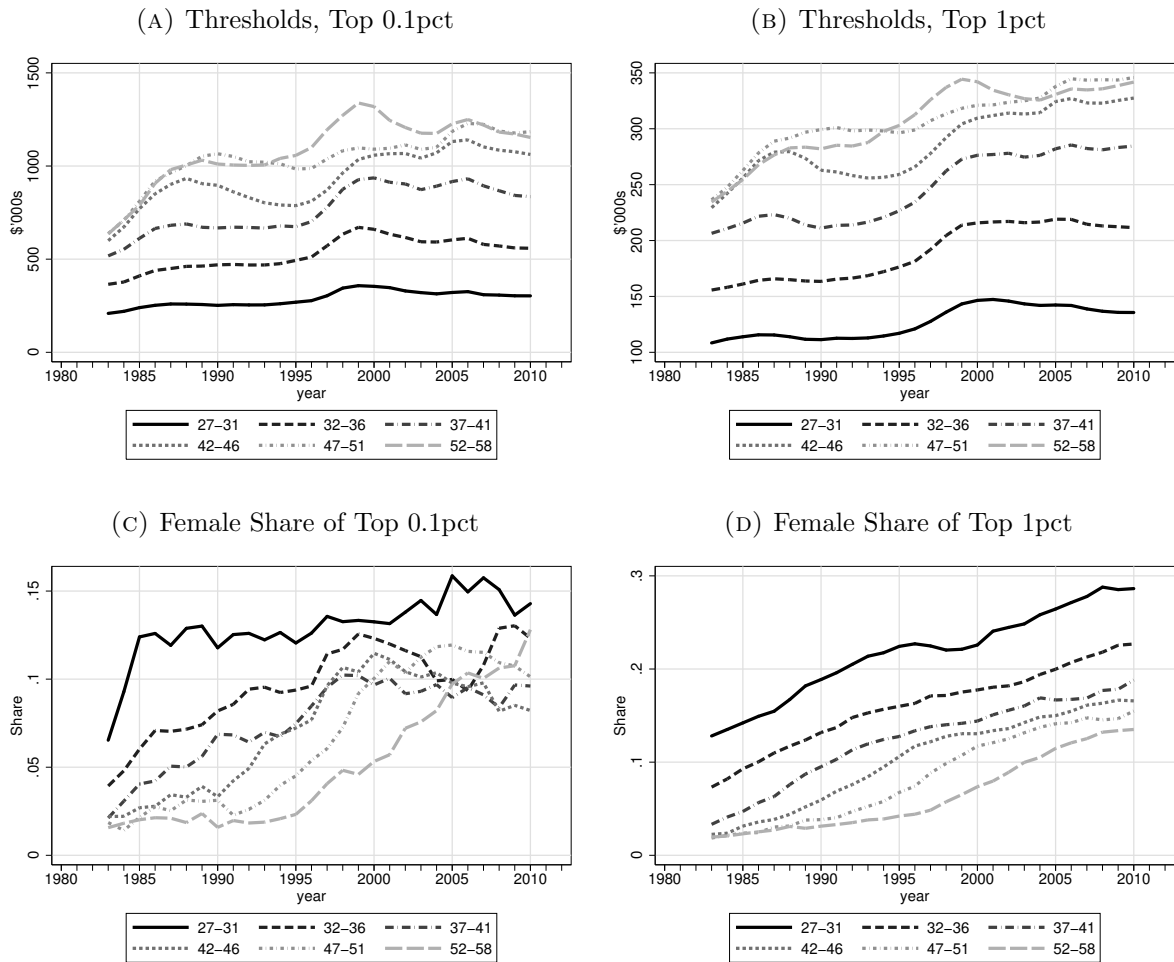 (A) Thresholds, Top 0.1pct
$'000s
1500
1000
500
0
1980 1985 1990 1995 2000 2005 2010
year
27−31 32−36 37−41
42−46 47−51 52−58
(B) Thresholds, Top 1pct
$'000s
350
300
250
200
150
100
1980 1985 1990 1995 2000 2005 2010
year
27−31 32−36 37−41
42−46 47−51 52−58
(C) Female Share of Top 0.1pct
Share
.15
.1
.05
0
1980 1985 1990 1995 2000 2005 2010
year
27−31 32−36 37−41
42−46 47−51 52−58
(D) Female Share of Top 1pct
Share
.3
.2
.1
0
1980 1985 1990 1995 2000 2005 2010
year
27−31 32−36 37−41
42−46 47−51 52−58